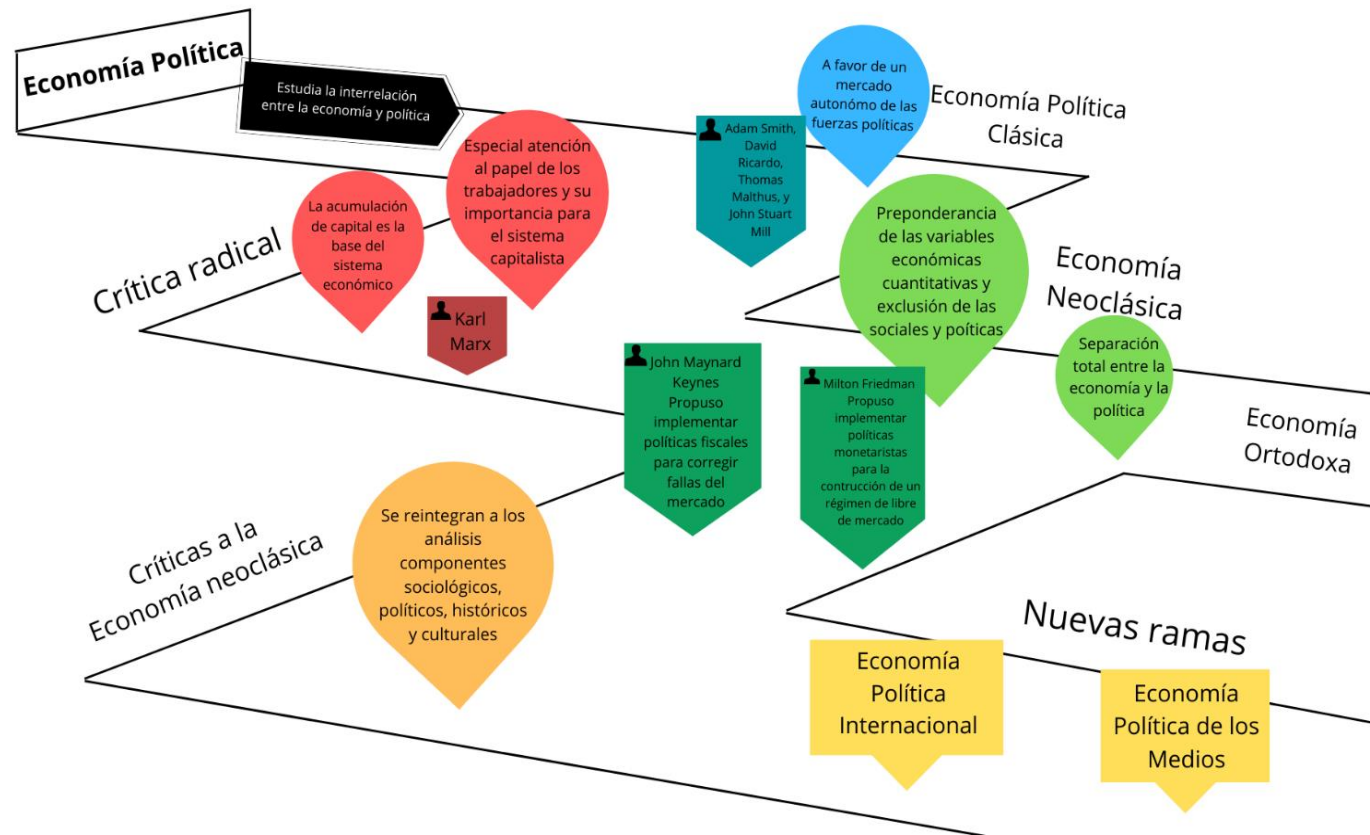 Economía Política
Estudia la interrelación
entre la economía y política
A favor de un
mercado
autonómo de las
fuerzas políticas
Economía Política
Clásica
Adam Smith,
David
Ricardo,
Thomas
Malthus, y
John Stuart
Mill
Especial atención
al papel de los
trabajadores y su
importancia para
el sistema
capitalista
La acumulación
de capital es la
base del
sistema
económico
Crítica radical
Karl
Marx
Preponderancia
de las variables
económicas
cuantitativas y
exclusión de las
sociales y poíticas
Economía
Neoclásica
Separación
total entre la
economía y la
política
John Maynard
Keynes
Propuso
implementar
políticas fiscales
para corregir
fallas del
mercado
Milton Friedman
Propuso
implementar
políticas
monetaristas
para la
contrucción de un
régimen de libre
de mercado
Economía
Ortodoxa
Críticas a la
Economía neoclásica
Se reintegran a los
análisis
componentes
sociológicos,
políticos, históricos
y culturales
Nuevas ramas
Economía
Política
Internacional
Economía
Política de los
Medios